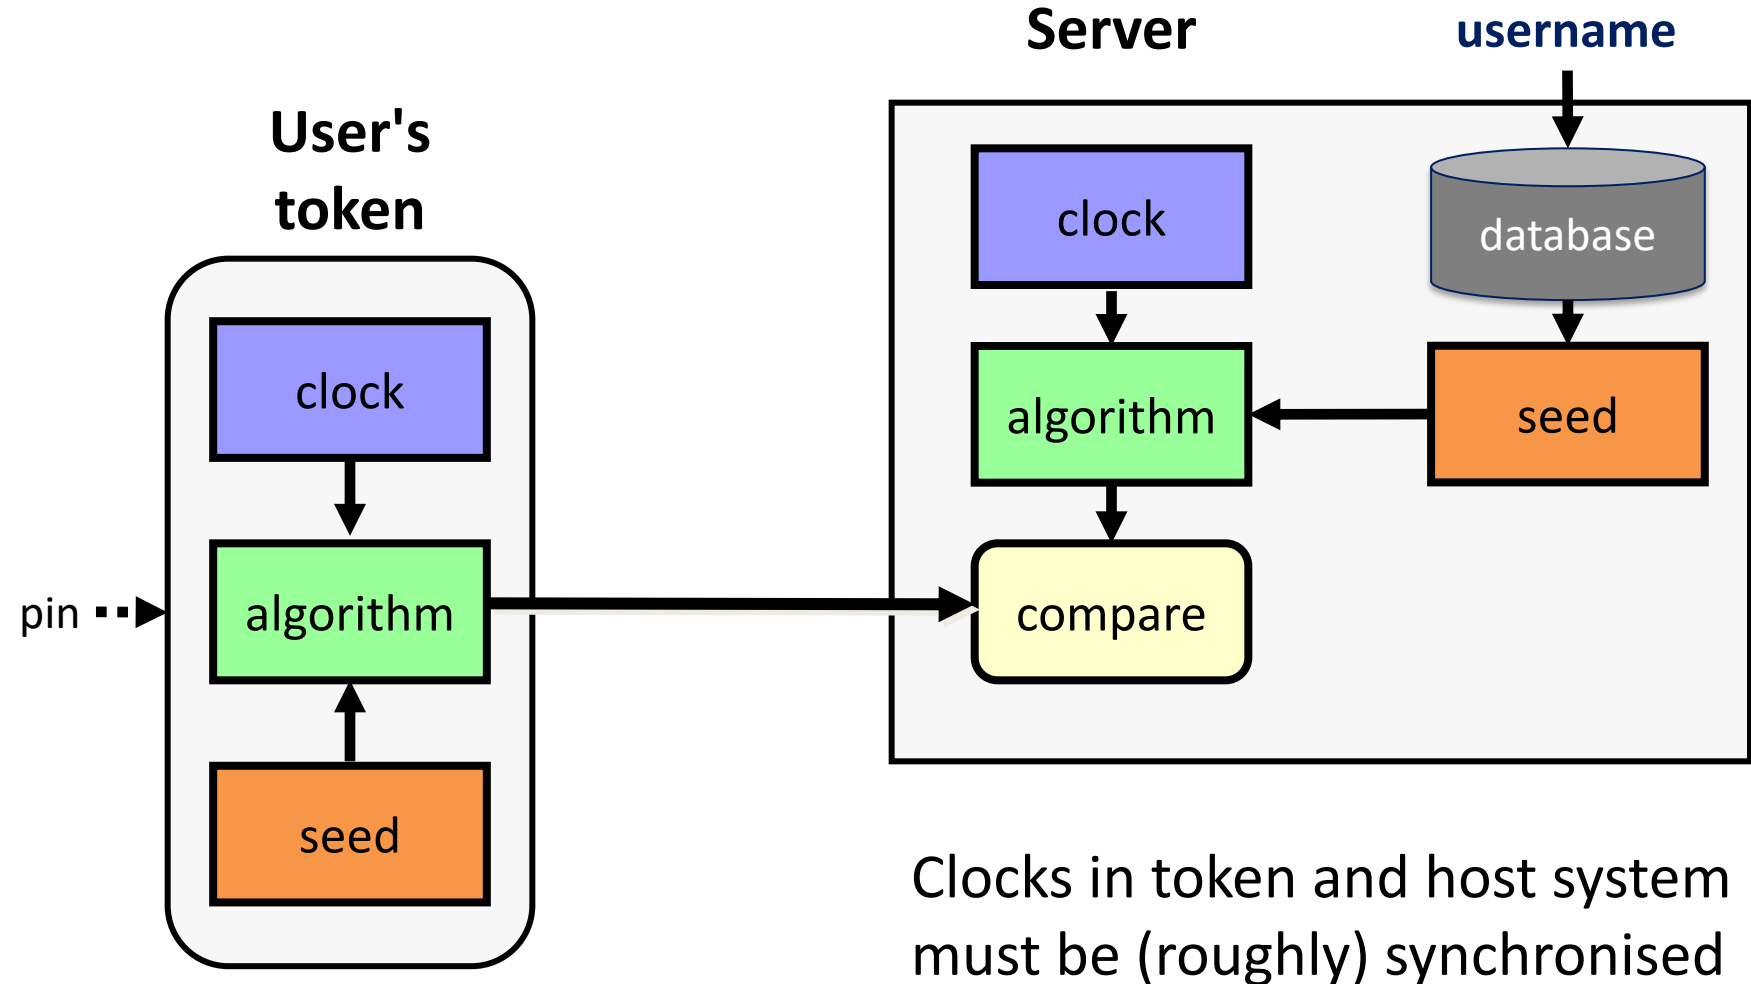 Server
username
User's
token
clock
database
clock
algorithm
seed
pin
algorithm
compare
seed
Clocks in token and host system
must be (roughly) synchronised